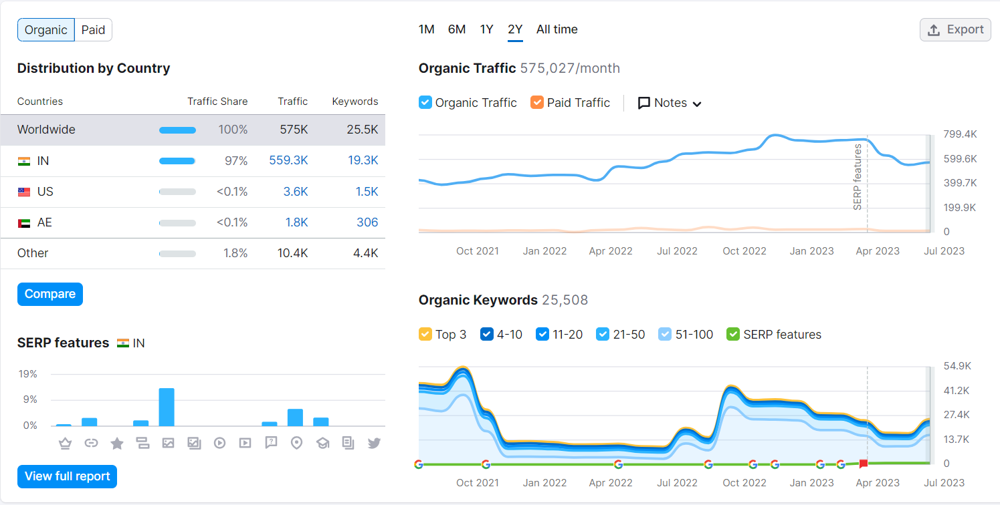 Organic Paid
Distribution by Country
Countries Traffic Share Traffic Keywords
Worldwide 100% 575K 25.5K
IN 97% 559.3K 19.3K
US <0.1% 3.6K 1.5K
AE <0.1% 1.8K 306
Other 1.8% 10.4K 4.4K
Compare
SERP features IN
19%
9%
0%
?
View full report
1M 6M 1Y 2Y All time
Export
Organic Traffic 575,027/month
Organic Traffic Paid Traffic Notes
799.4K
599.6K
399.7K
199.9K
0
SERP features
Oct 2021 Jan 2022 Apr 2022 Jul 2022 Oct 2022 Jan 2023 Apr 2023 Jul 2023
Organic Keywords 25,508
Top 3 4-10 11-20 21-50 51-100 SERP features
54.9K
41.2K
27.4K
13.7K
0
G G G G G G G G
Oct 2021 Jan 2022 Apr 2022 Jul 2022 Oct 2022 Jan 2023 Apr 2023 Jul 2023